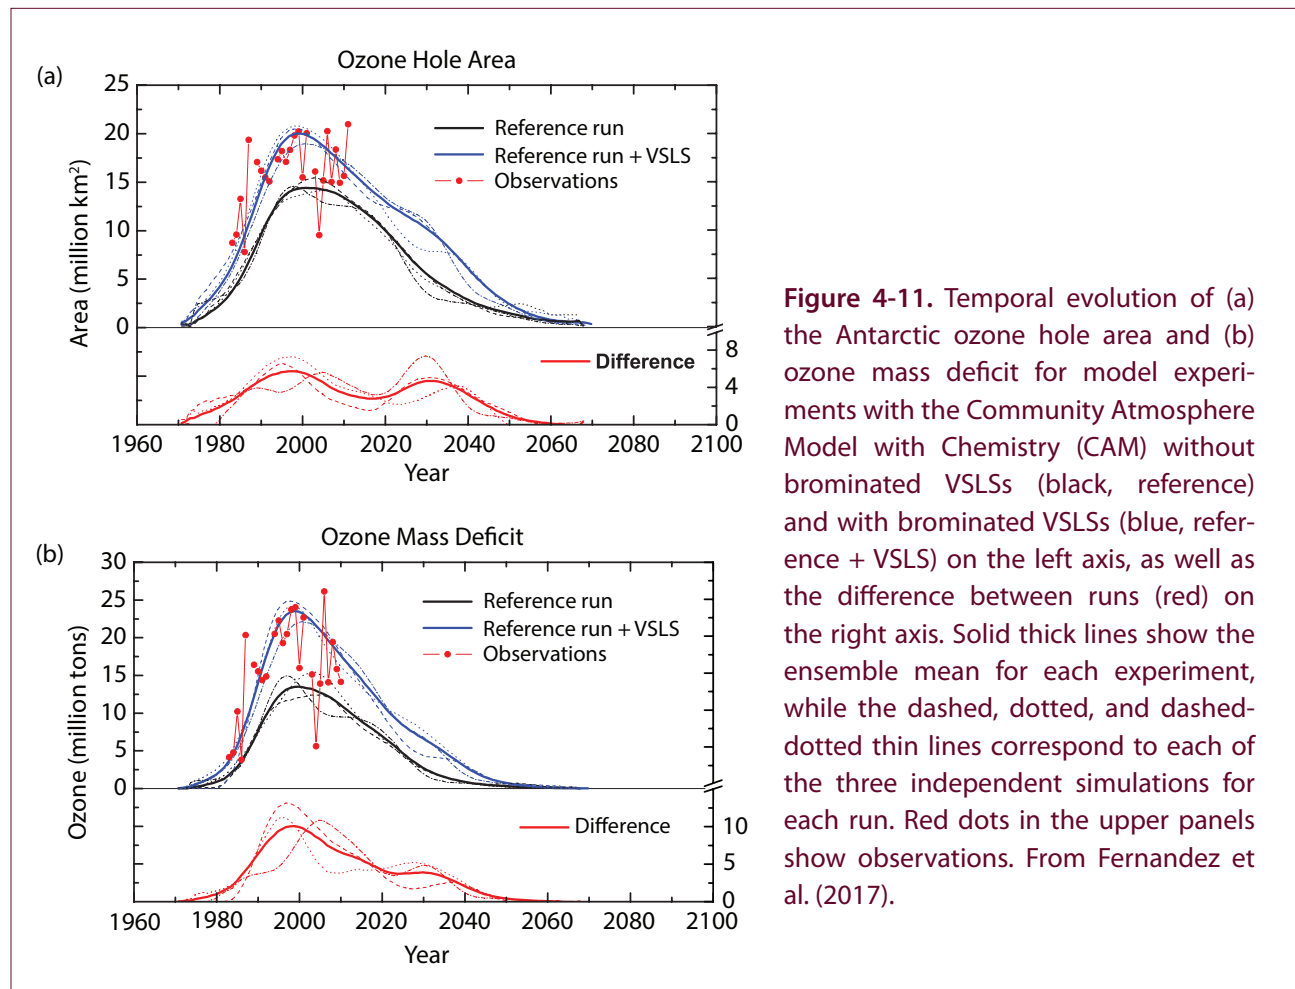 (a)
Ozone Hole Area
25
20
15
10
5
0
Area (million km²)
Reference run
Reference run + VSLS
Observations
Difference
8
4
0
1960 1980 2000 2020 2040 2060 2080 2100
Year
(b)
Ozone Mass Deficit
30
25
20
15
10
5
0
Ozone (million tons)
Reference run
Reference run + VSLS
Observations
Difference
10
5
0
1960 1980 2000 2020 2040 2060 2080 2100
Year
Figure 4-11. Temporal evolution of (a)
the Antarctic ozone hole area and (b)
ozone mass deficit for model experi-
ments with the Community Atmosphere
Model with Chemistry (CAM) without
brominated VSLSs (black, reference)
and with brominated VSLSs (blue, refer-
ence + VSLS) on the left axis, as well as
the difference between runs (red) on
the right axis. Solid thick lines show the
ensemble mean for each experiment,
while the dashed, dotted, and dashed-
dotted thin lines correspond to each of
the three independent simulations for
each run. Red dots in the upper panels
show observations. From Fernandez et
al. (2017).